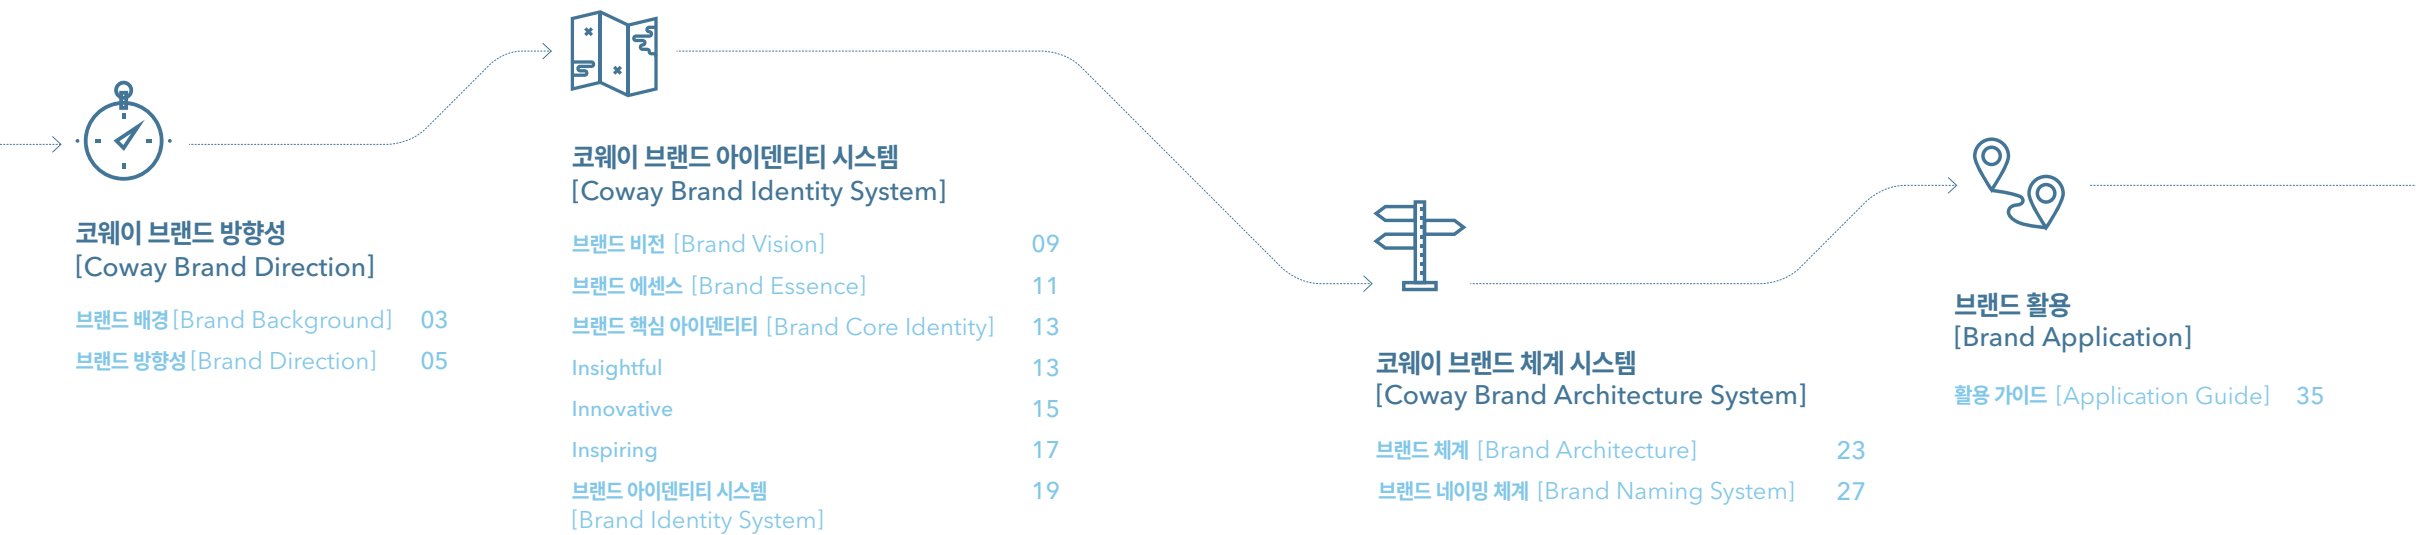 코웨이 브랜드 방향성
[Coway Brand Direction]
브랜드 배경 [Brand Background] 03
브랜드 방향성 [Brand Direction] 05
코웨이 브랜드 아이덴티티 시스템
[Coway Brand Identity System]
브랜드 비전 [Brand Vision] 09
브랜드 에센스 [Brand Essence] 11
브랜드 핵심 아이덴티티 [Brand Core Identity] 13
Insightful 13
Innovative 15
Inspiring 17
브랜드 아이덴티티 시스템 19
[Brand Identity System]
코웨이 브랜드 체계 시스템
[Coway Brand Architecture System]
브랜드 체계 [Brand Architecture] 23
브랜드 네이밍 체계 [Brand Naming System] 27
브랜드 활용
[Brand Application]
활용 가이드 [Application Guide] 35